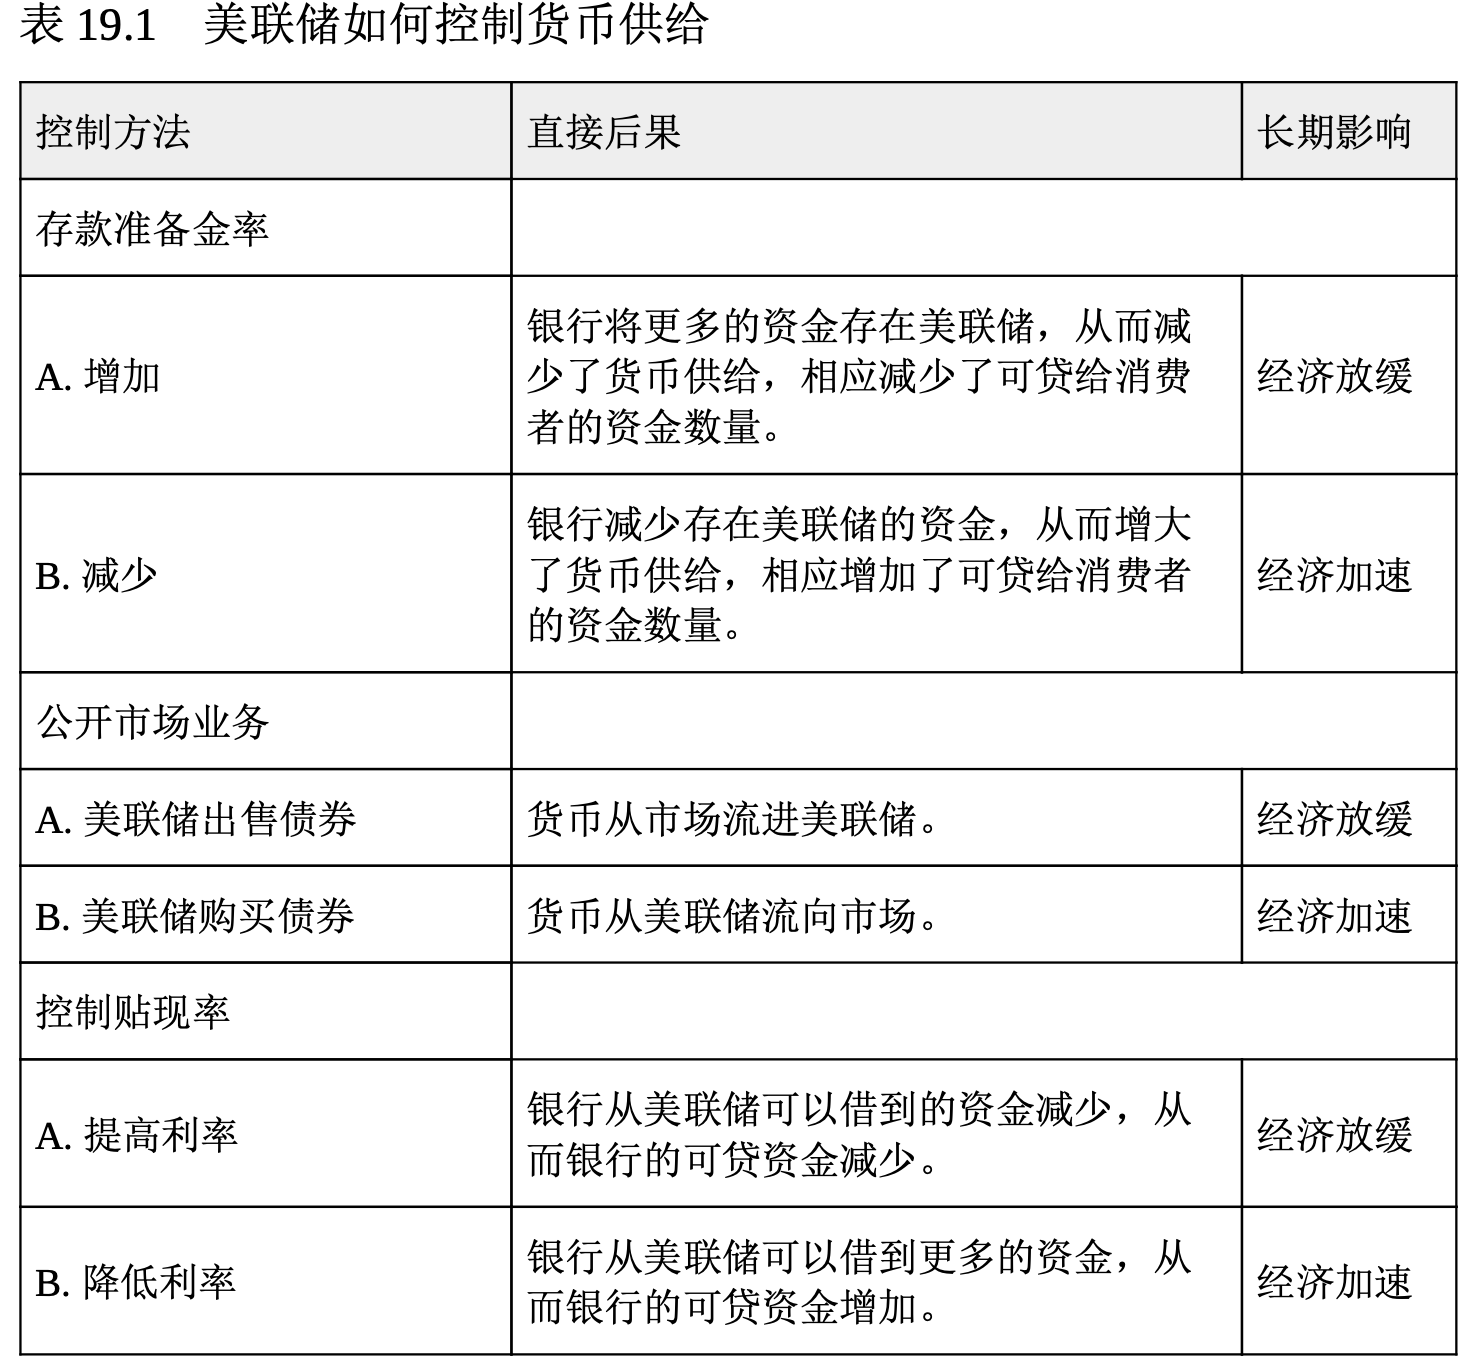 表 19.1　美联储如何控制货币供给
控制方法
直接后果
长期影响
存款准备金率
A. 增加
银行将更多的资金存在美联储，从而减
少了货币供给，相应减少了可贷给消费
者的资金数量。
经济放缓
B. 减少
银行减少存在美联储的资金，从而增大
了货币供给，相应增加了可贷给消费者
的资金数量。
经济加速
公开市场业务
A. 美联储出售债券
货币从市场流进美联储。
经济放缓
B. 美联储购买债券
货币从美联储流向市场。
经济加速
控制贴现率
A. 提高利率
银行从美联储可以借到的资金减少，从
而银行的可贷资金减少。
经济放缓
B. 降低利率
银行从美联储可以借到更多的资金，从
而银行的可贷资金增加。
经济加速